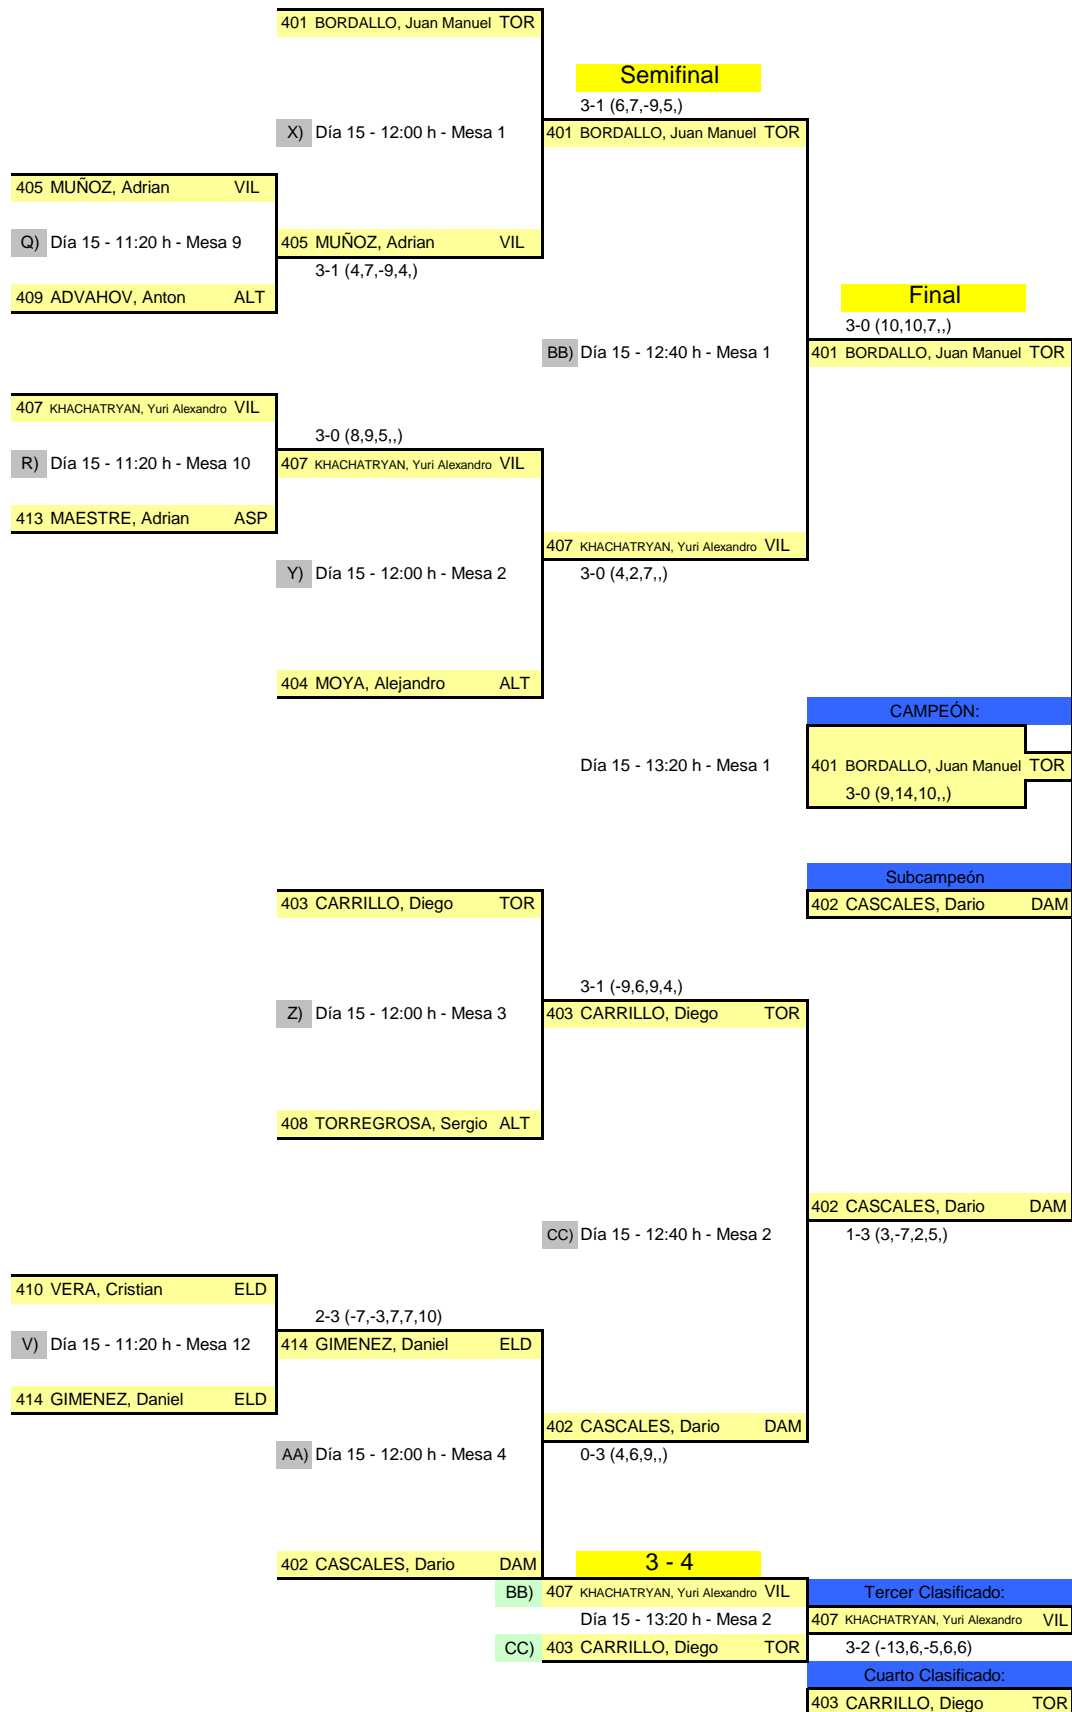 401 BORDALLO, Juan Manuel TOR
Semifinal
3-1 (6,7,-9,5,)
X) Día 15 - 12:00 h - Mesa 1
401 BORDALLO, Juan Manuel TOR
405 MUÑOZ, Adrian VIL
Q) Día 15 - 11:20 h - Mesa 9
405 MUÑOZ, Adrian VIL
3-1 (4,7,-9,4,)
409 ADVAHOV, Anton ALT
Final
3-0 (10,10,7,,)
BB) Día 15 - 12:40 h - Mesa 1
401 BORDALLO, Juan Manuel TOR
407 KHACHATRYAN, Yuri Alexandro VIL
3-0 (8,9,5,,)
R) Día 15 - 11:20 h - Mesa 10
407 KHACHATRYAN, Yuri Alexandro VIL
413 MAESTRE, Adrian ASP
407 KHACHATRYAN, Yuri Alexandro VIL
Y) Día 15 - 12:00 h - Mesa 2
3-0 (4,2,7,,)
404 MOYA, Alejandro ALT
CAMPEÓN:
Día 15 - 13:20 h - Mesa 1
401 BORDALLO, Juan Manuel TOR
3-0 (9,14,10,,)
Subcampeón
403 CARRILLO, Diego TOR
402 CASCALES, Dario DAM
3-1 (-9,6,9,4,)
Z) Día 15 - 12:00 h - Mesa 3
403 CARRILLO, Diego TOR
408 TORREGROSA, Sergio ALT
402 CASCALES, Dario DAM
CC) Día 15 - 12:40 h - Mesa 2
1-3 (3,-7,2,5,)
410 VERA, Cristian ELD
2-3 (-7,-3,7,7,10)
V) Día 15 - 11:20 h - Mesa 12
414 GIMENEZ, Daniel ELD
414 GIMENEZ, Daniel ELD
402 CASCALES, Dario DAM
AA) Día 15 - 12:00 h - Mesa 4
0-3 (4,6,9,,)
402 CASCALES, Dario DAM
3 - 4
BB) 407 KHACHATRYAN, Yuri Alexandro VIL
Tercer Clasificado:
Día 15 - 13:20 h - Mesa 2
407 KHACHATRYAN, Yuri Alexandro VIL
CC) 403 CARRILLO, Diego TOR
3-2 (-13,6,-5,6,6)
Cuarto Clasificado:
403 CARRILLO, Diego TOR